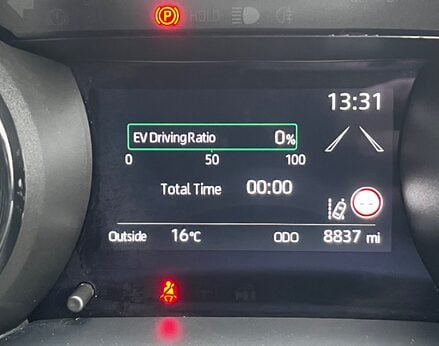 (P) HOLD
13:31
EV Driving Ratio 0%
0 50 100
Total Time 00:00
Outside 16°C ODO 8837 mi